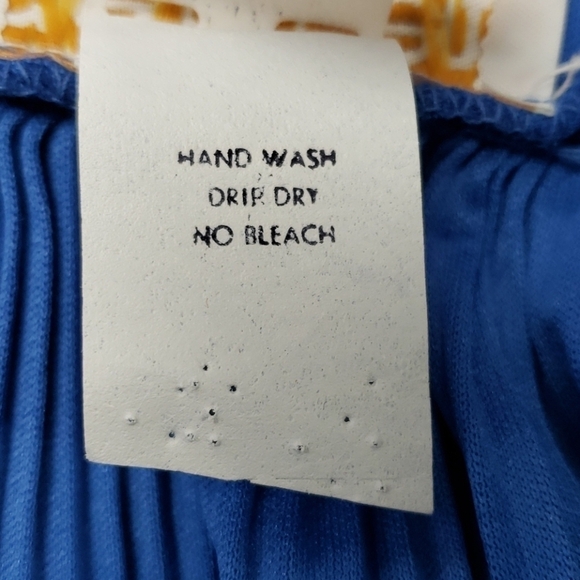 HAND WASH
DRIP DRY
NO BLEACH